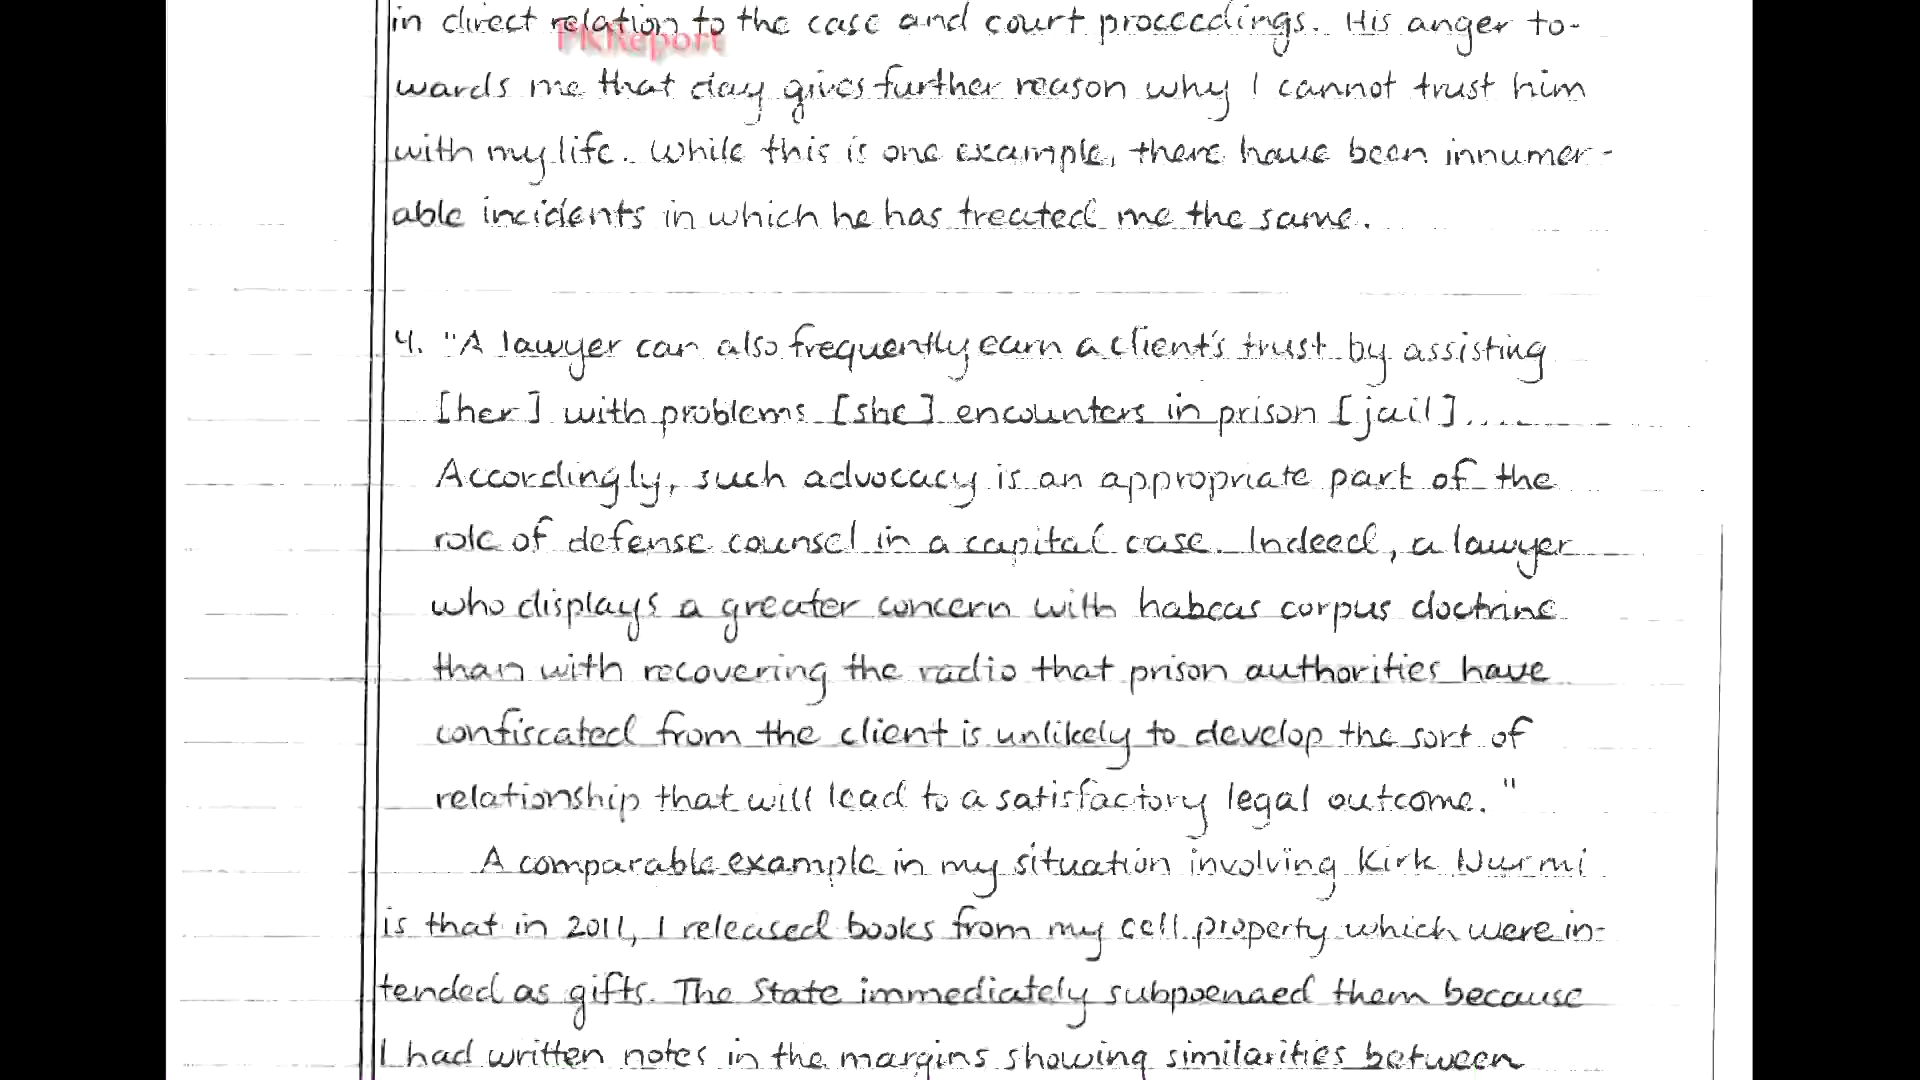 in direct relation to the case and court proceedings. His anger to-
PKReport
wards me that day gives further reason why I cannot trust him
with my life. While this is one example, there have been innumer-
able incidents in which he has treated me the same.
4. "A lawyer can also frequently earn a client's trust by assisting
[her] with problems [she] encounters in prison [jail].....
Accordingly, such advocacy is an appropriate part of the
role of defense counsel in a capital case. Indeed, a lawyer
who displays a greater concern with habeas corpus doctrine
than with recovering the radio that prison authorities have
confiscated from the client is unlikely to develop the sort of
relationship that will lead to a satisfactory legal outcome."
A comparable example in my situation involving Kirk Nurmi
is that in 2011, I released books from my cell property which were in-
tended as gifts. The State immediately subpoenaed them because
I had written notes in the margins showing similarities between